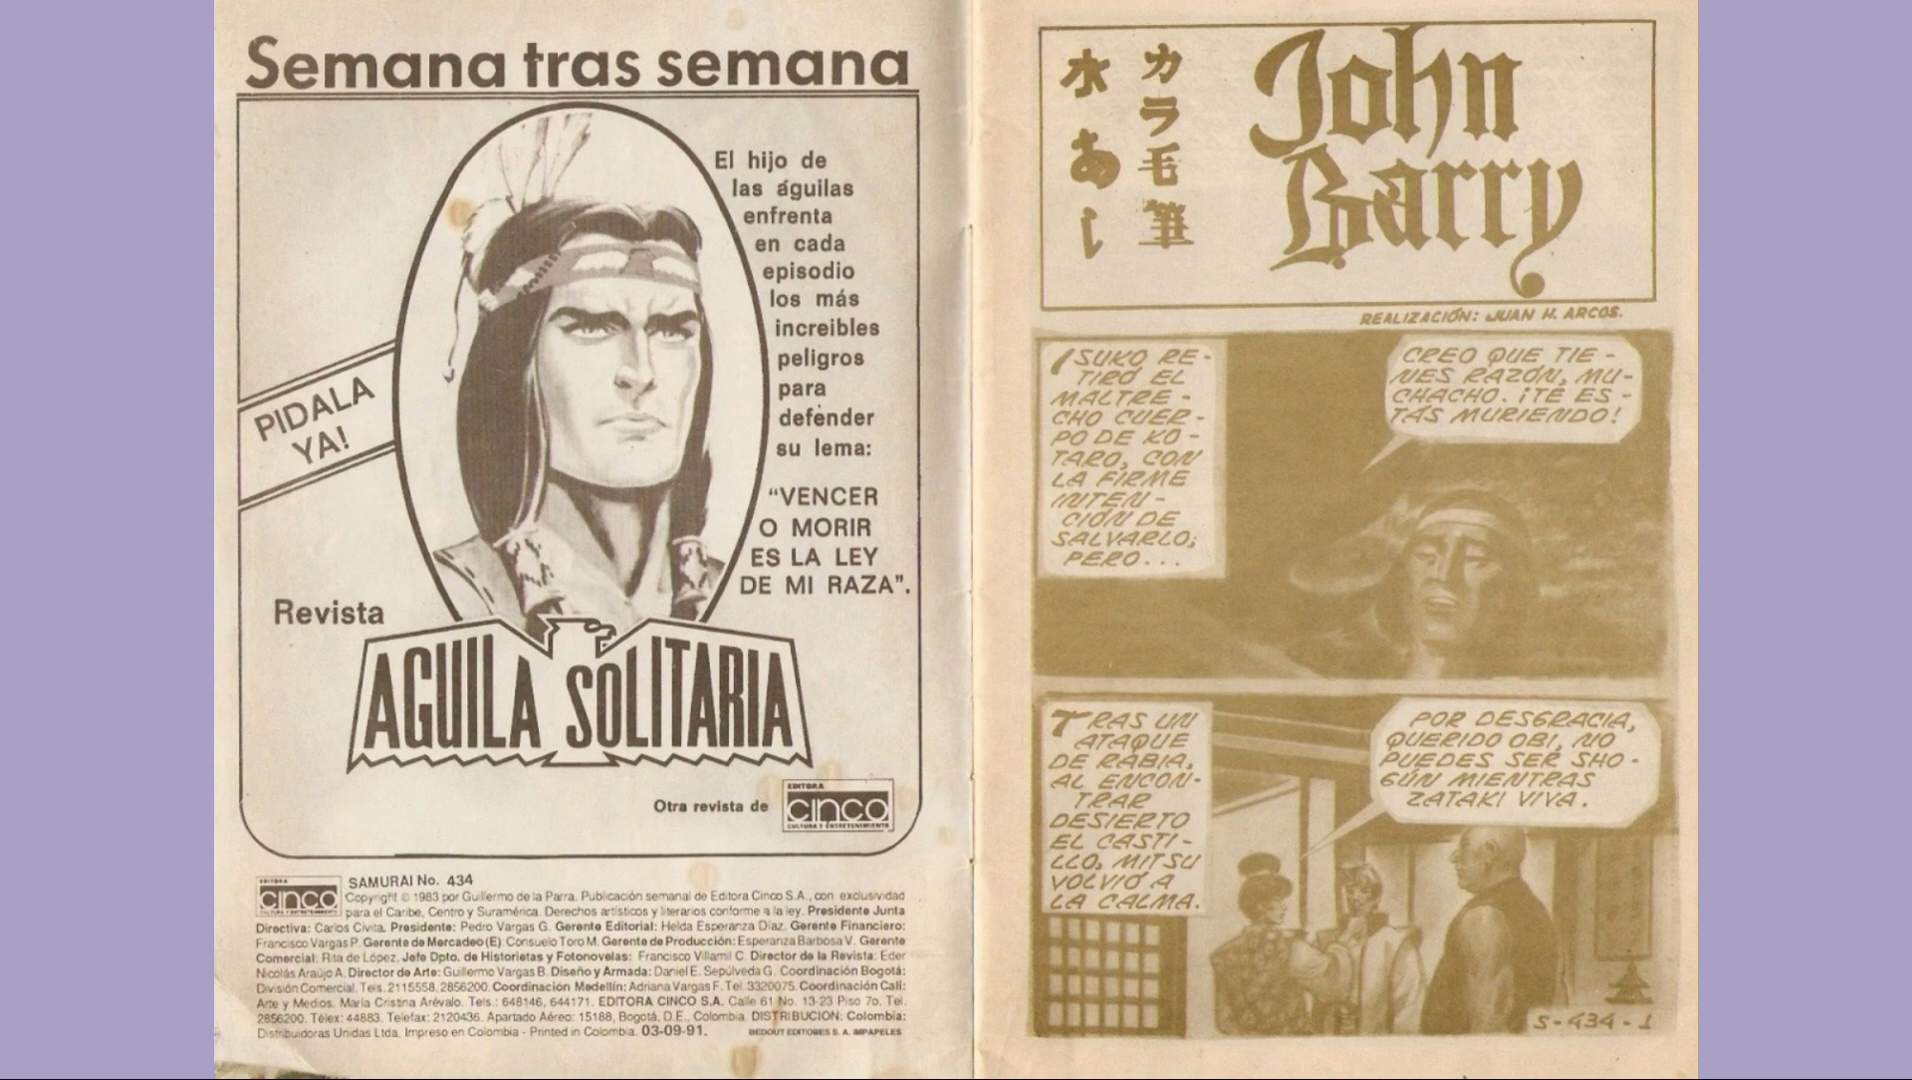 Semana tras semana
El hijo de
las águilas
enfrenta
en cada
episodio
los más
increibles
peligros
para
defender
su lema:
"VENCER
O MORIR
ES LA LEY
DE MI RAZA".
PIDALA
YA!
Revista
AGUILA SOLITARIA
Otra revista de
EDITORA
CINCO
CULTURA Y ENTRETENIMIENTO
EDITORA
CINCO
SAMURAI No. 434
Copyright © 1983 por Guillermo de la Parra. Publicación semanal de Editora Cinco S.A., con exclusividad
para el Caribe, Centro y Suramérica. Derechos artísticos y literarios conforme a la ley. Presidente Junta
Directiva: Carlos Civita. Presidente: Pedro Vargas G. Gerente Editorial: Helda Esperanza Díaz. Gerente Financiero:
Francisco Vargas P. Gerente de Mercadeo (E). Consuelo Toro M. Gerente de Producción: Esperanza Barbosa V. Gerente
Comercial: Rita de López. Jefe Dpto. de Historietas y Fotonovelas: Francisco Villamil C. Director de la Revista: Eder
Nicolás Araújo A. Director de Arte: Guillermo Vargas B. Diseño y Armada: Daniel E. Sepúlveda G. Coordinación Bogotá:
División Comercial. Tels. 2115558, 2856200. Coordinación Medellín: Adriana Vargas F. Tel. 3320075. Coordinación Cali:
Arte y Medios. María Cristina Arévalo. Tels.: 648146, 644171. EDITORA CINCO S.A. Calle 61 No. 13-23 Piso 7o. Tel.
2856200. Télex: 44883. Telefax: 2120436. Apartado Aéreo: 15188, Bogotá, D.E., Colombia. DISTRIBUCION: Colombia:
Distribuidoras Unidas Ltda. Impreso en Colombia - Printed in Colombia. 03-09-91. BEDOUT EDITORES S. A. IMPAPELES
カラ毛筆
水あし
John
Barry
REALIZACIÓN: JUAN H. ARCOS.
ISUKO RE-
TIRÓ EL
MALTRE-
CHO CUER-
PO DE KO-
TARO, CON
LA FIRME
INTEN-
CIÓN DE
SALVARLO;
PERO...
CREO QUE TIE-
NES RAZÓN, MU-
CHACHO. ¡TE ES-
TÁS MURIENDO!
TRAS UN
ATAQUE
DE RABIA,
AL ENCON-
TRAR
DESIERTO
EL CASTI-
LLO, MITSU
VOLVIÓ A
LA CALMA.
POR DESGRACIA,
QUERIDO OBI, NO
PUEDES SER SHO-
GÚN MIENTRAS
ZATAKI VIVA.
S-434-1